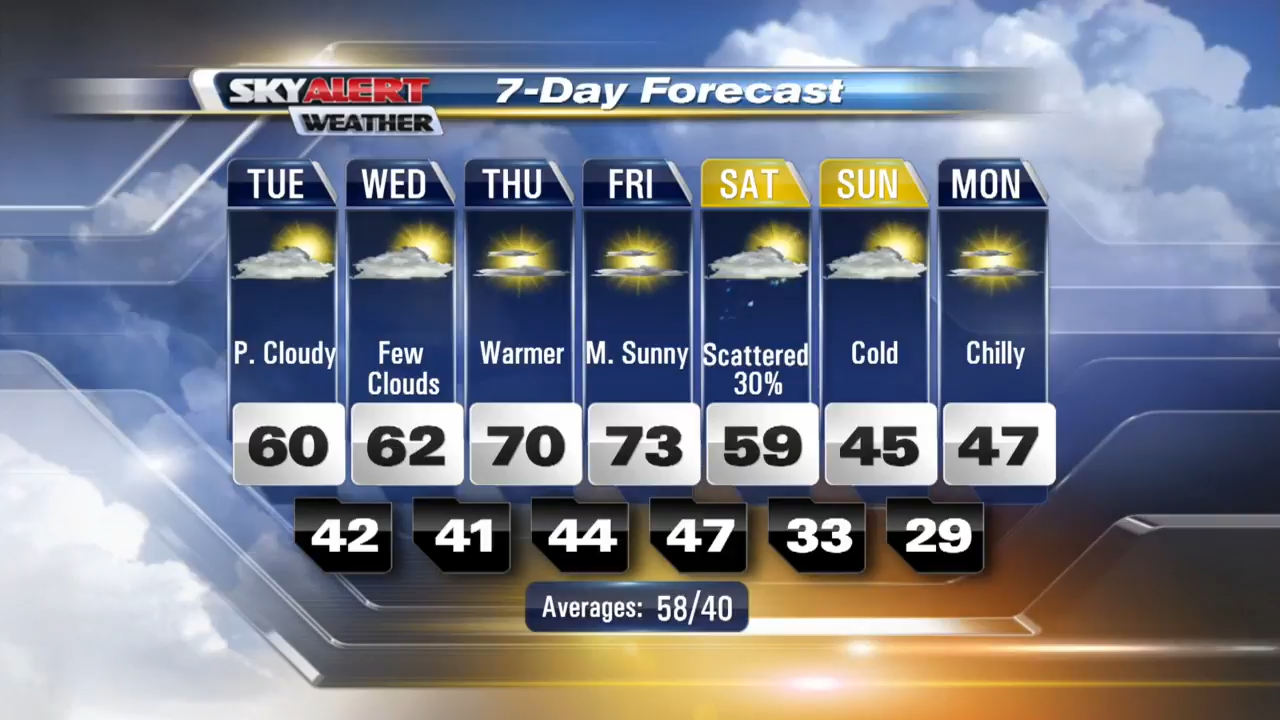 SKYALERT
WEATHER
7-Day Forecast
TUE WED THU FRI SAT SUN MON
P. Cloudy Few Clouds Warmer M. Sunny Scattered 30% Cold Chilly
60 62 70 73 59 45 47
42 41 44 47 33 29
Averages: 58/40